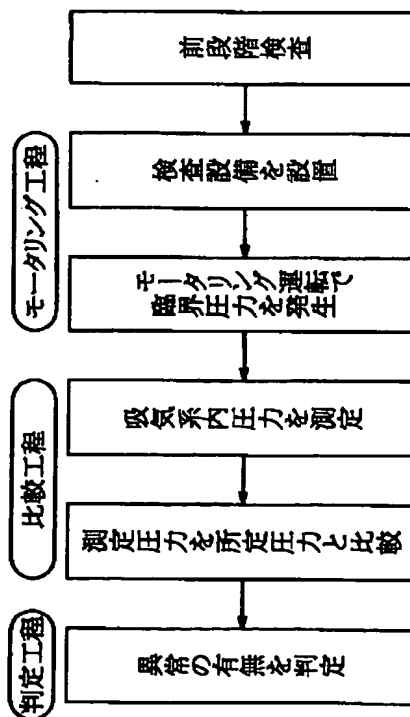 前段階検査
モータリング工程
検査設備を設置
モータリング運転で
臨界圧力を発生
比較工程
吸気系内圧力を測定
測定圧力を所定圧力と比較
判定工程
異常の有無を判定